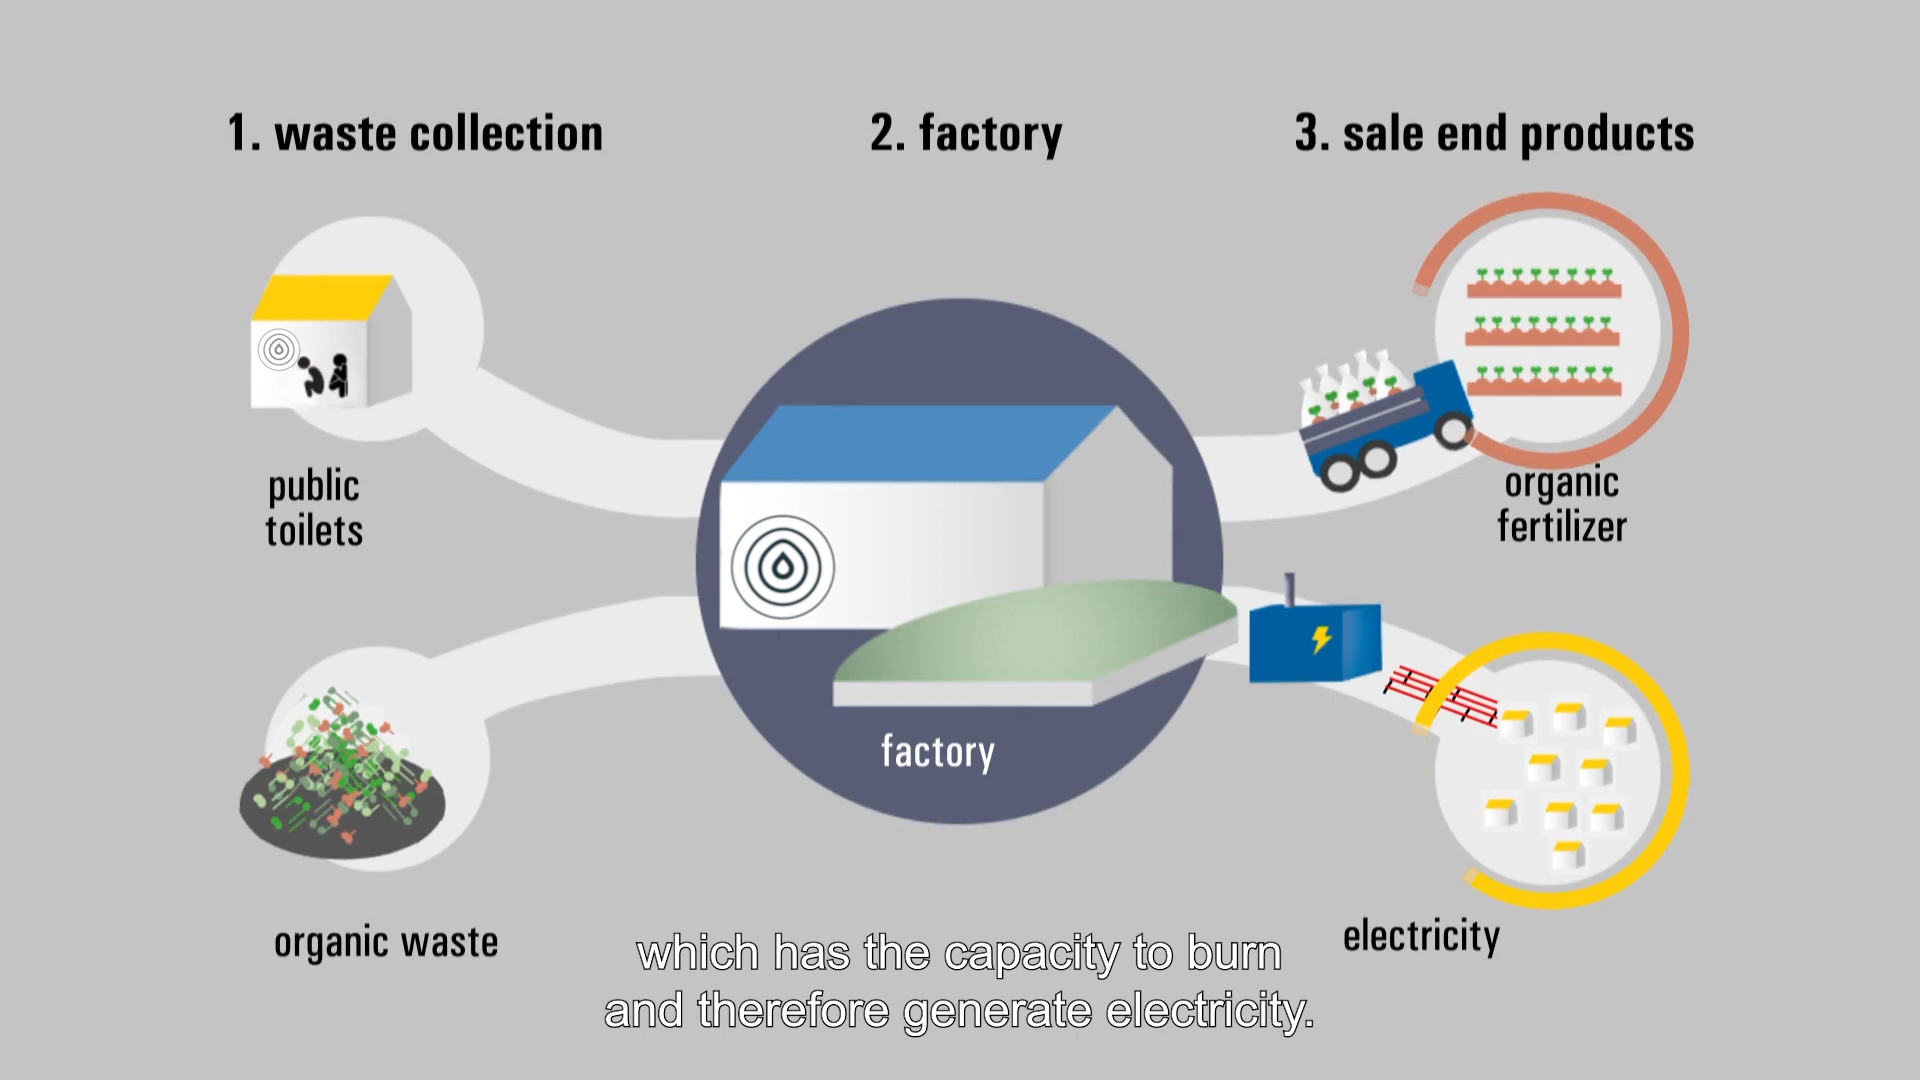 1. waste collection
2. factory
3. sale end products
public
toilets
organic
fertilizer
factory
organic waste
electricity
which has the capacity to burn
and therefore generate electricity.